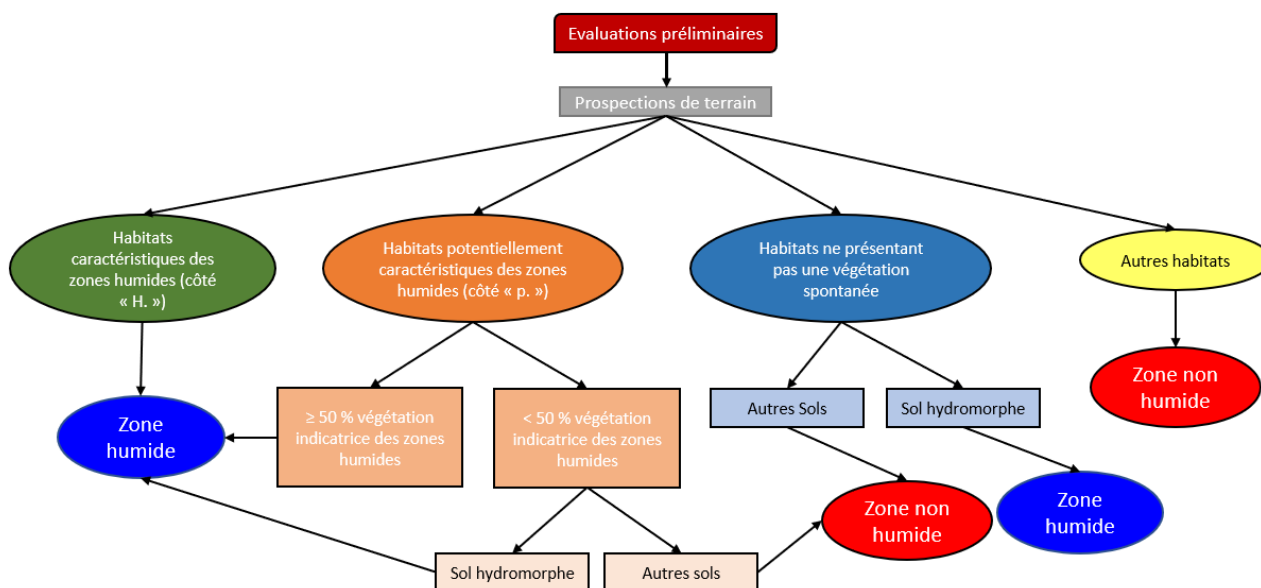 Evaluations préliminaires
Prospections de terrain
Habitats
caractéristiques des
zones humides (côté
« H. »)
Habitats potentiellement
caractéristiques des zones
humides (côté « p. »)
Habitats ne présentant
pas une végétation
spontanée
Autres habitats
Zone non
humide
≥ 50 % végétation
indicatrice des zones
humides
< 50 % végétation
indicatrice des zones
humides
Autres Sols
Sol hydromorphe
Zone
humide
Zone non
humide
Zone
humide
Sol hydromorphe
Autres sols